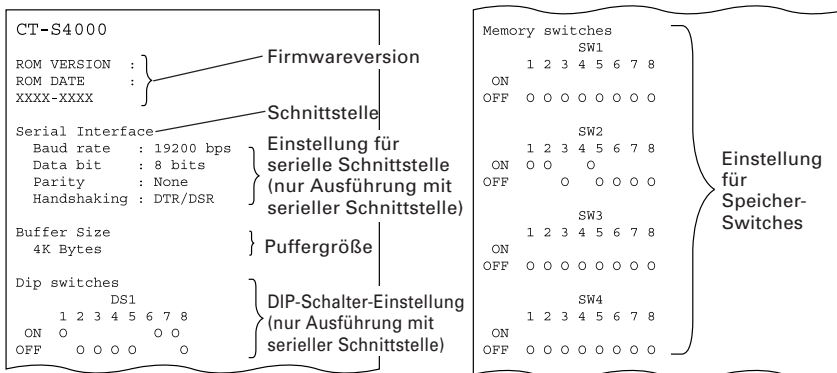 CT-S4000
ROM VERSION :
ROM DATE :
XXXX-XXXX
Firmwareversion
Serial Interface
Schnittstelle
Baud rate : 19200 bps
Data bit : 8 bits
Parity : None
Handshaking : DTR/DSR
Einstellung für
serielle Schnittstelle
(nur Ausführung mit
serieller Schnittstelle)
Buffer Size
4K Bytes
Puffergröße
Dip switches
DS1
1 2 3 4 5 6 7 8
ON O O O
OFF O O O O O
DIP-Schalter-Einstellung
(nur Ausführung mit
serieller Schnittstelle)
Memory switches
SW1
1 2 3 4 5 6 7 8
ON
OFF O O O O O O O O
SW2
1 2 3 4 5 6 7 8
ON O O O
OFF O O O O O
SW3
1 2 3 4 5 6 7 8
ON
OFF O O O O O O O O
SW4
1 2 3 4 5 6 7 8
ON
OFF O O O O O O O O
Einstellung
für
Speicher-
Switches